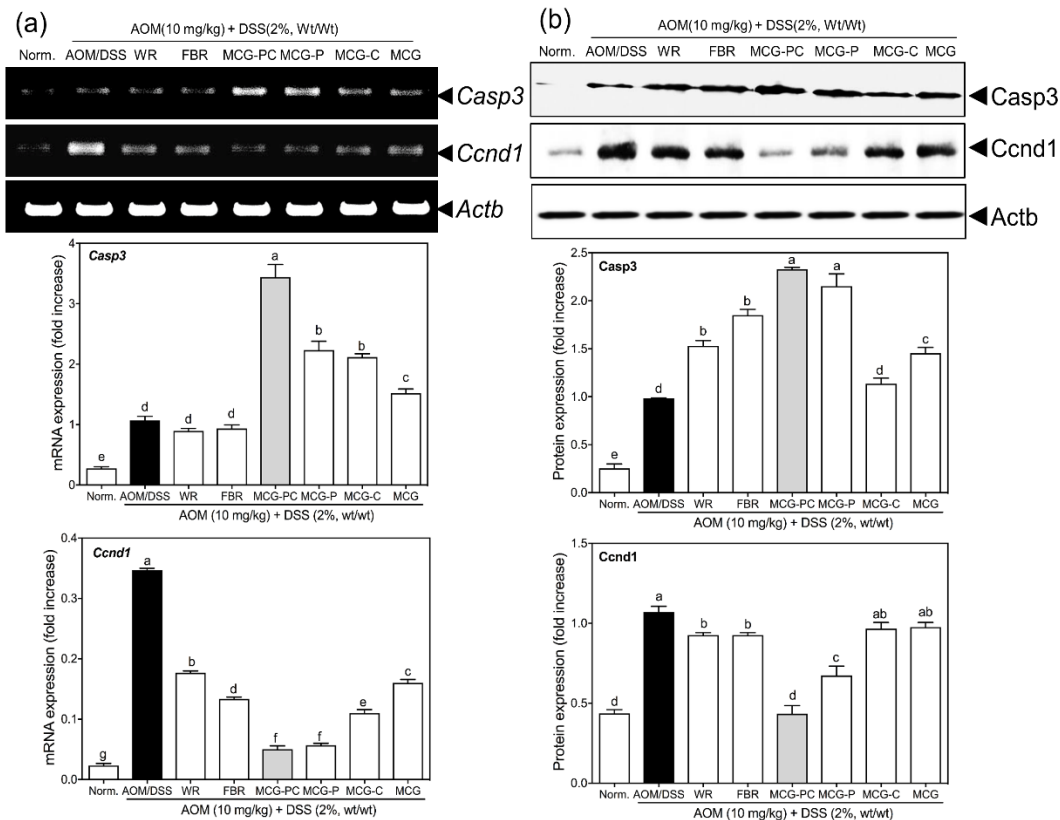 (a)
AOM(10 mg/kg) + DSS(2%, Wt/Wt)
Norm. AOM/DSS WR FBR MCG-PC MCG-P MCG-C MCG
Casp3
Ccnd1
Actb
Casp3
mRNA expression (fold increase)
4
3
2
1
0
e d d d a b b c
Norm. AOM/DSS WR FBR MCG-PC MCG-P MCG-C MCG
AOM (10 mg/kg) + DSS (2%, wt/wt)
Ccnd1
mRNA expression (fold increase)
0.4
0.3
0.2
0.1
0.0
g a b d f f e c
Norm. AOM/DSS WR FBR MCG-PC MCG-P MCG-C MCG
AOM (10 mg/kg) + DSS (2%, wt/wt)
(b)
AOM(10 mg/kg) + DSS(2%, Wt/Wt)
Norm. AOM/DSS WR FBR MCG-PC MCG-P MCG-C MCG
Casp3
Ccnd1
Actb
Casp3
Protein expression (fold increase)
2.5
2.0
1.5
1.0
0.5
0.0
e d b b a a d c
Norm. AOM/DSS WR FBR MCG-PC MCG-P MCG-C MCG
AOM (10 mg/kg) + DSS (2%, wt/wt)
Ccnd1
Protein expression (fold increase)
1.5
1.0
0.5
0.0
d a b b d c ab ab
Norm. AOM/DSS WR FBR MCG-PC MCG-P MCG-C MCG
AOM (10 mg/kg) + DSS (2%, wt/wt)